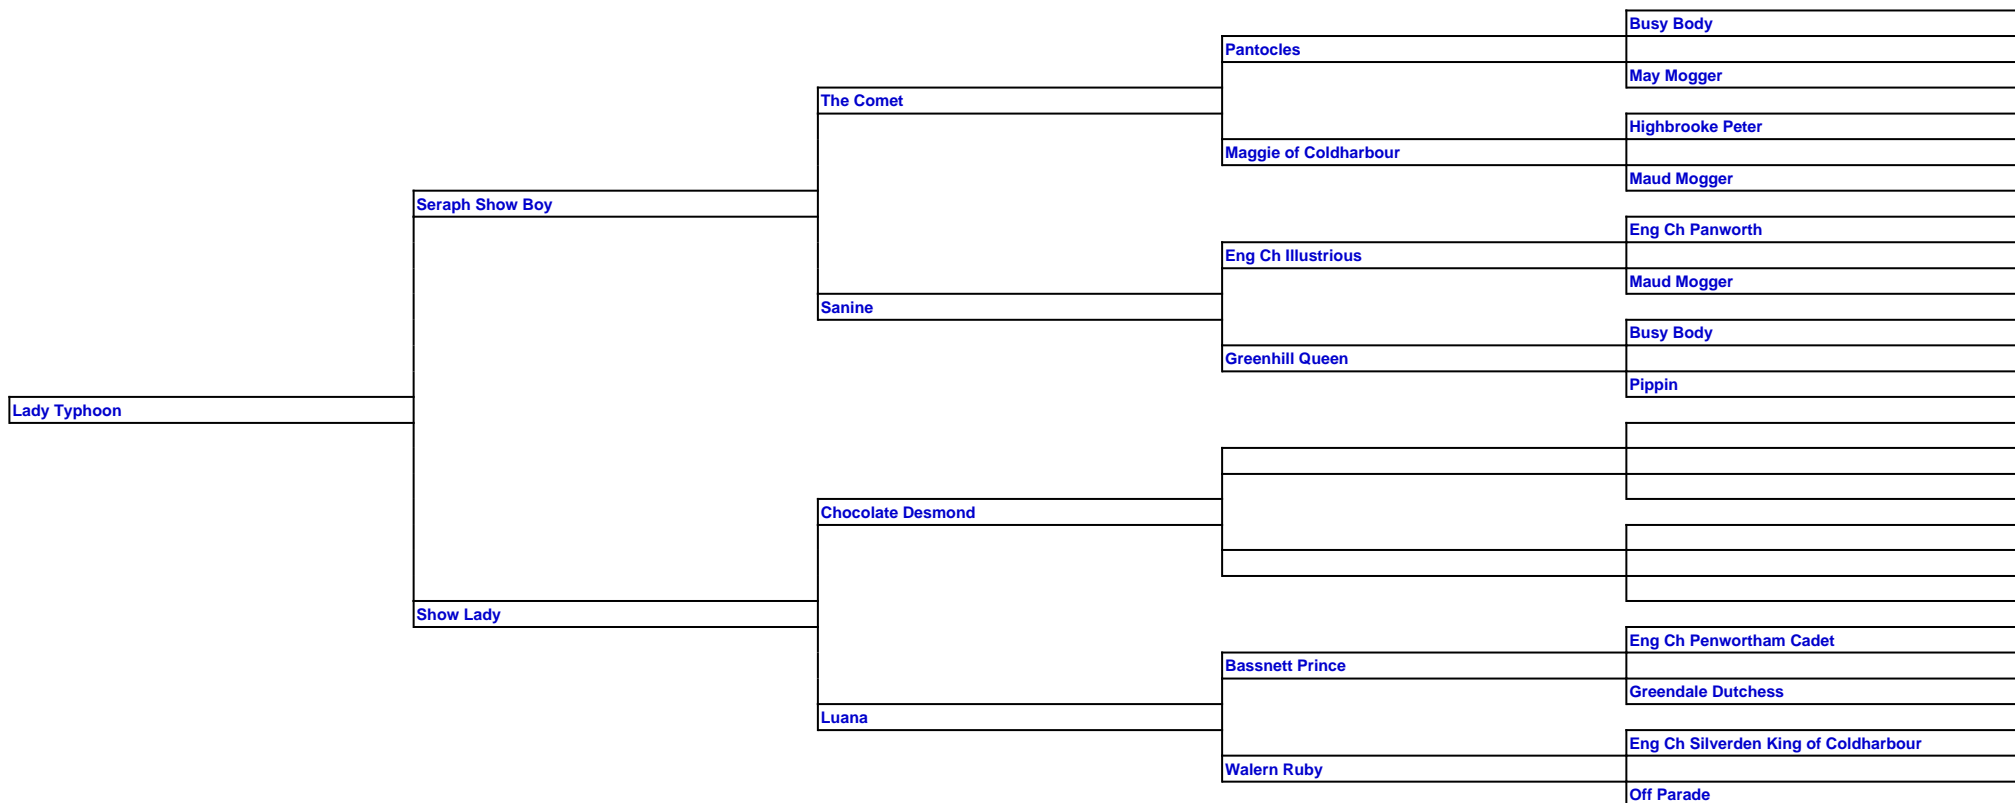 Busy Body
Pantocles
May Mogger
The Comet
Highbrooke Peter
Maggie of Coldharbour
Maud Mogger
Seraph Show Boy
Eng Ch Panworth
Eng Ch Illustrious
Maud Mogger
Sanine
Busy Body
Greenhill Queen
Pippin
Lady Typhoon
Chocolate Desmond
Show Lady
Eng Ch Penwortham Cadet
Bassnett Prince
Greendale Dutchess
Luana
Eng Ch Silverden King of Coldharbour
Walern Ruby
Off Parade